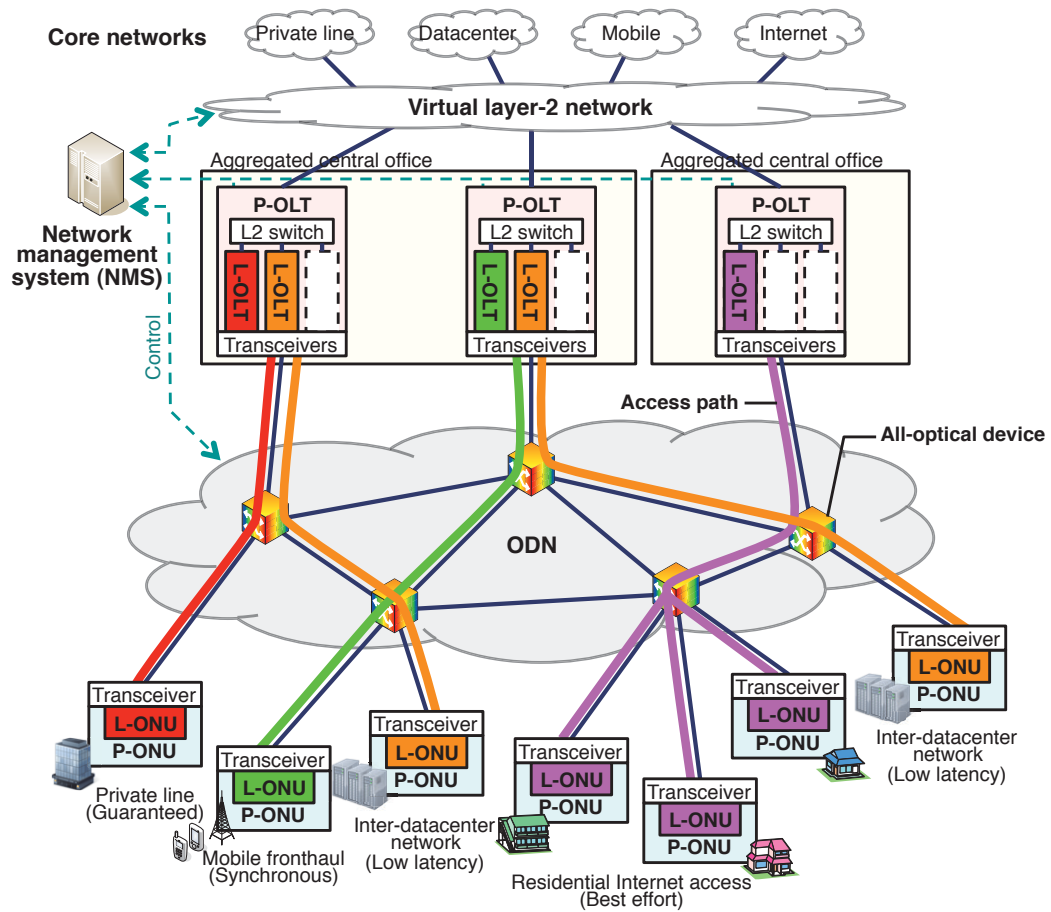 Core networks
Private line
Datacenter
Mobile
Internet
Virtual layer-2 network
Aggregated central office
Aggregated central office
Network
management
system (NMS)
Control
P-OLT
L2 switch
L-OLT
L-OLT
Transceivers
P-OLT
L2 switch
L-OLT
L-OLT
Transceivers
P-OLT
L2 switch
L-OLT
Transceivers
Access path
All-optical device
ODN
Transceiver
L-ONU
P-ONU
Private line
(Guaranteed)
Transceiver
L-ONU
P-ONU
Mobile fronthaul
(Synchronous)
Transceiver
L-ONU
P-ONU
Inter-datacenter
network
(Low latency)
Transceiver
L-ONU
P-ONU
Transceiver
L-ONU
P-ONU
Transceiver
L-ONU
P-ONU
Residential Internet access
(Best effort)
Transceiver
L-ONU
P-ONU
Inter-datacenter
network
(Low latency)